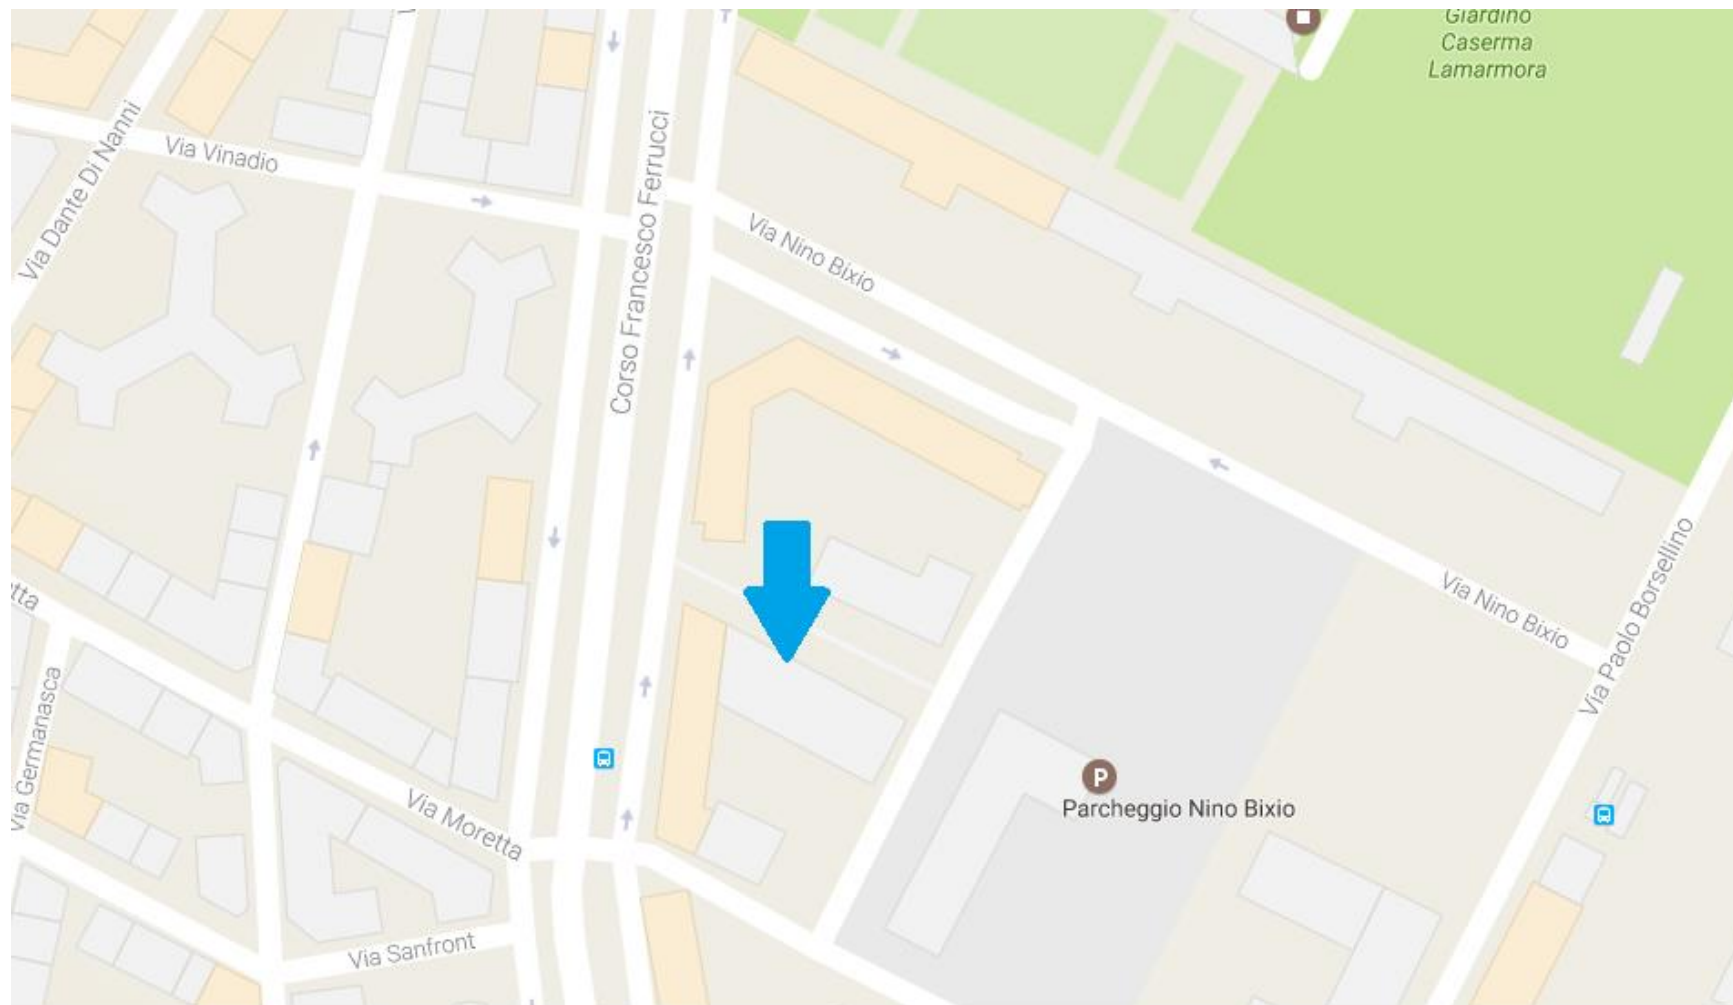 Giardino
Caserma
Lamarmora
Via Dante Di Nanni
Via Vinadio
Corso Francesco Ferrucci
Via Nino Bixio
Via Nino Bixio
Via Paolo Borsellino
Via Germanasca
Via Moretta
P
Parcheggio Nino Bixio
Via Sanfront